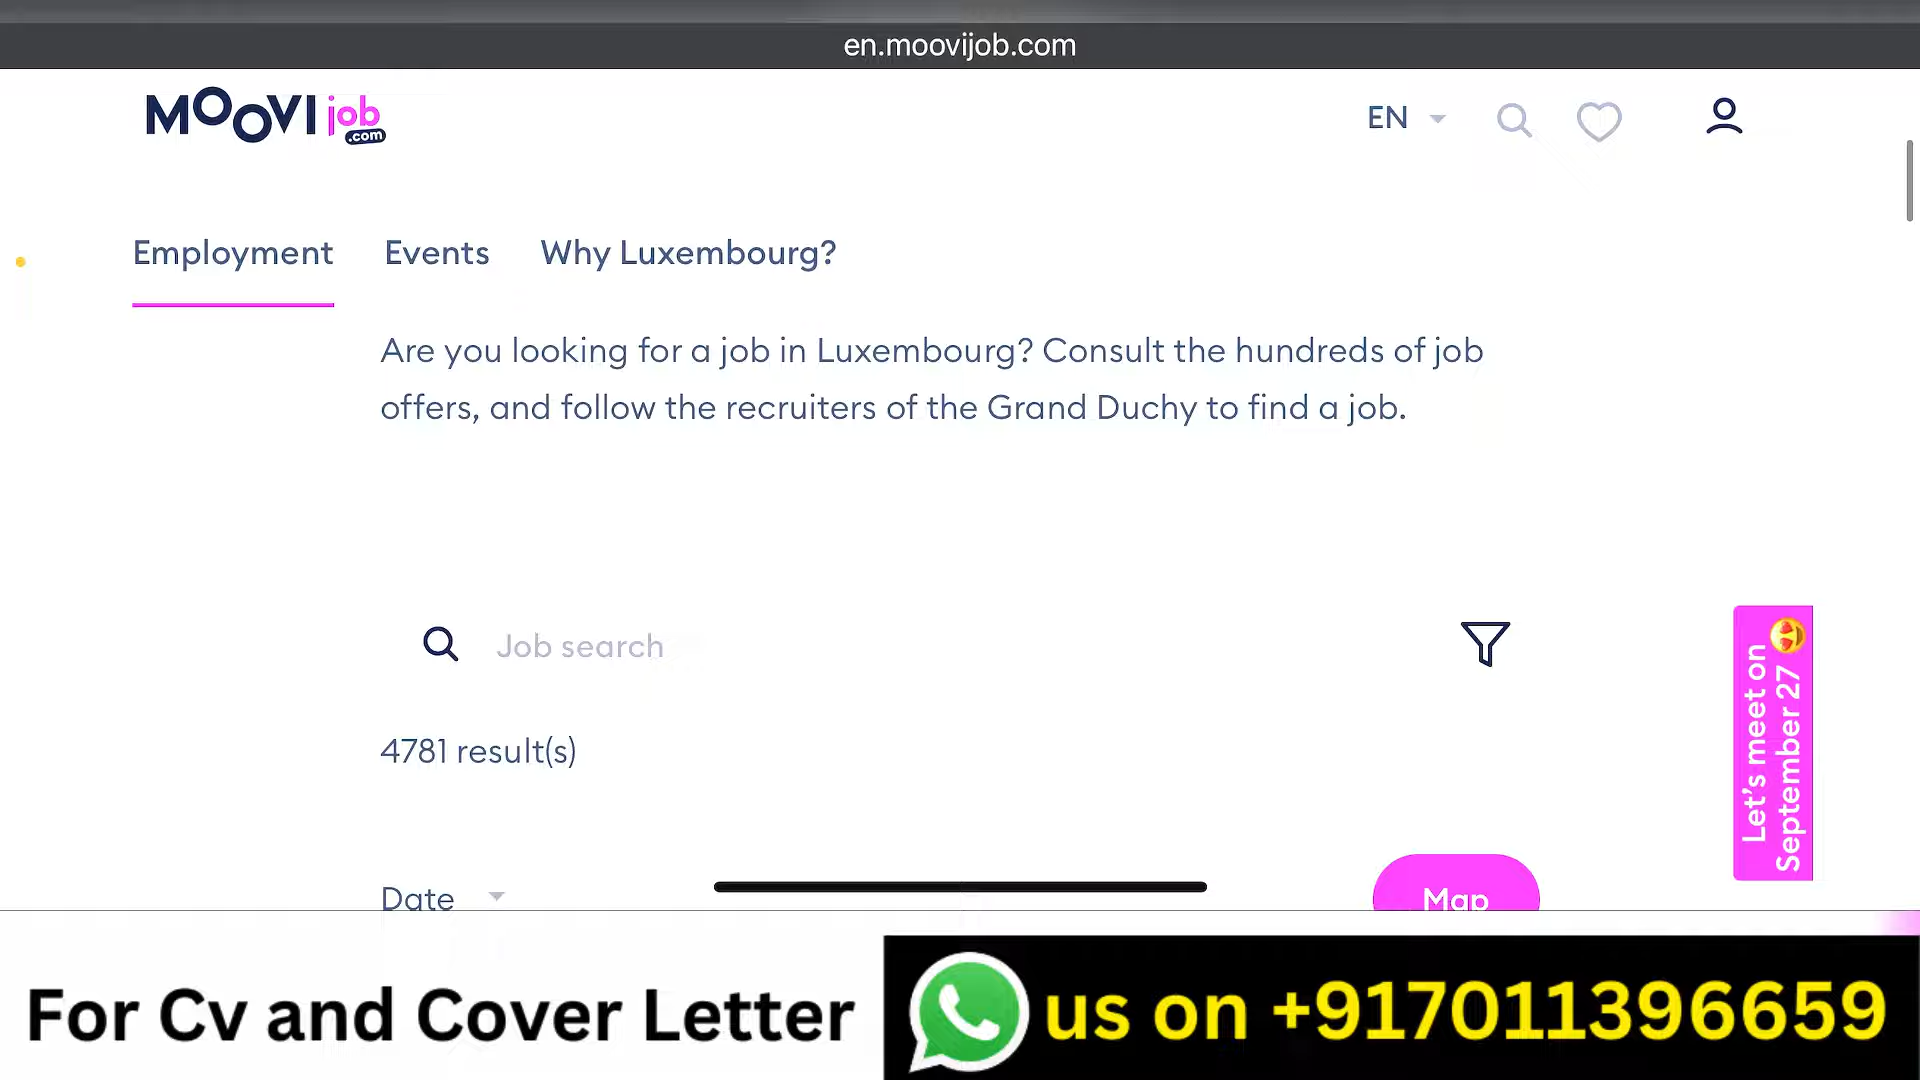 en.moovijob.com
MOOVI job .com
EN
Employment Events Why Luxembourg?
Are you looking for a job in Luxembourg? Consult the hundreds of job
offers, and follow the recruiters of the Grand Duchy to find a job.
Job search
4781 result(s)
Let's meet on
September 27 😍
Date
Map
For Cv and Cover Letter
us on +917011396659